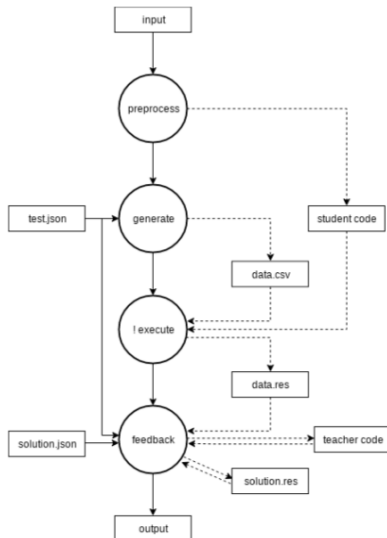 input
preprocess
test.json
generate
student code
data.csv
! execute
data.res
solution.json
feedback
teacher code
solution.res
output